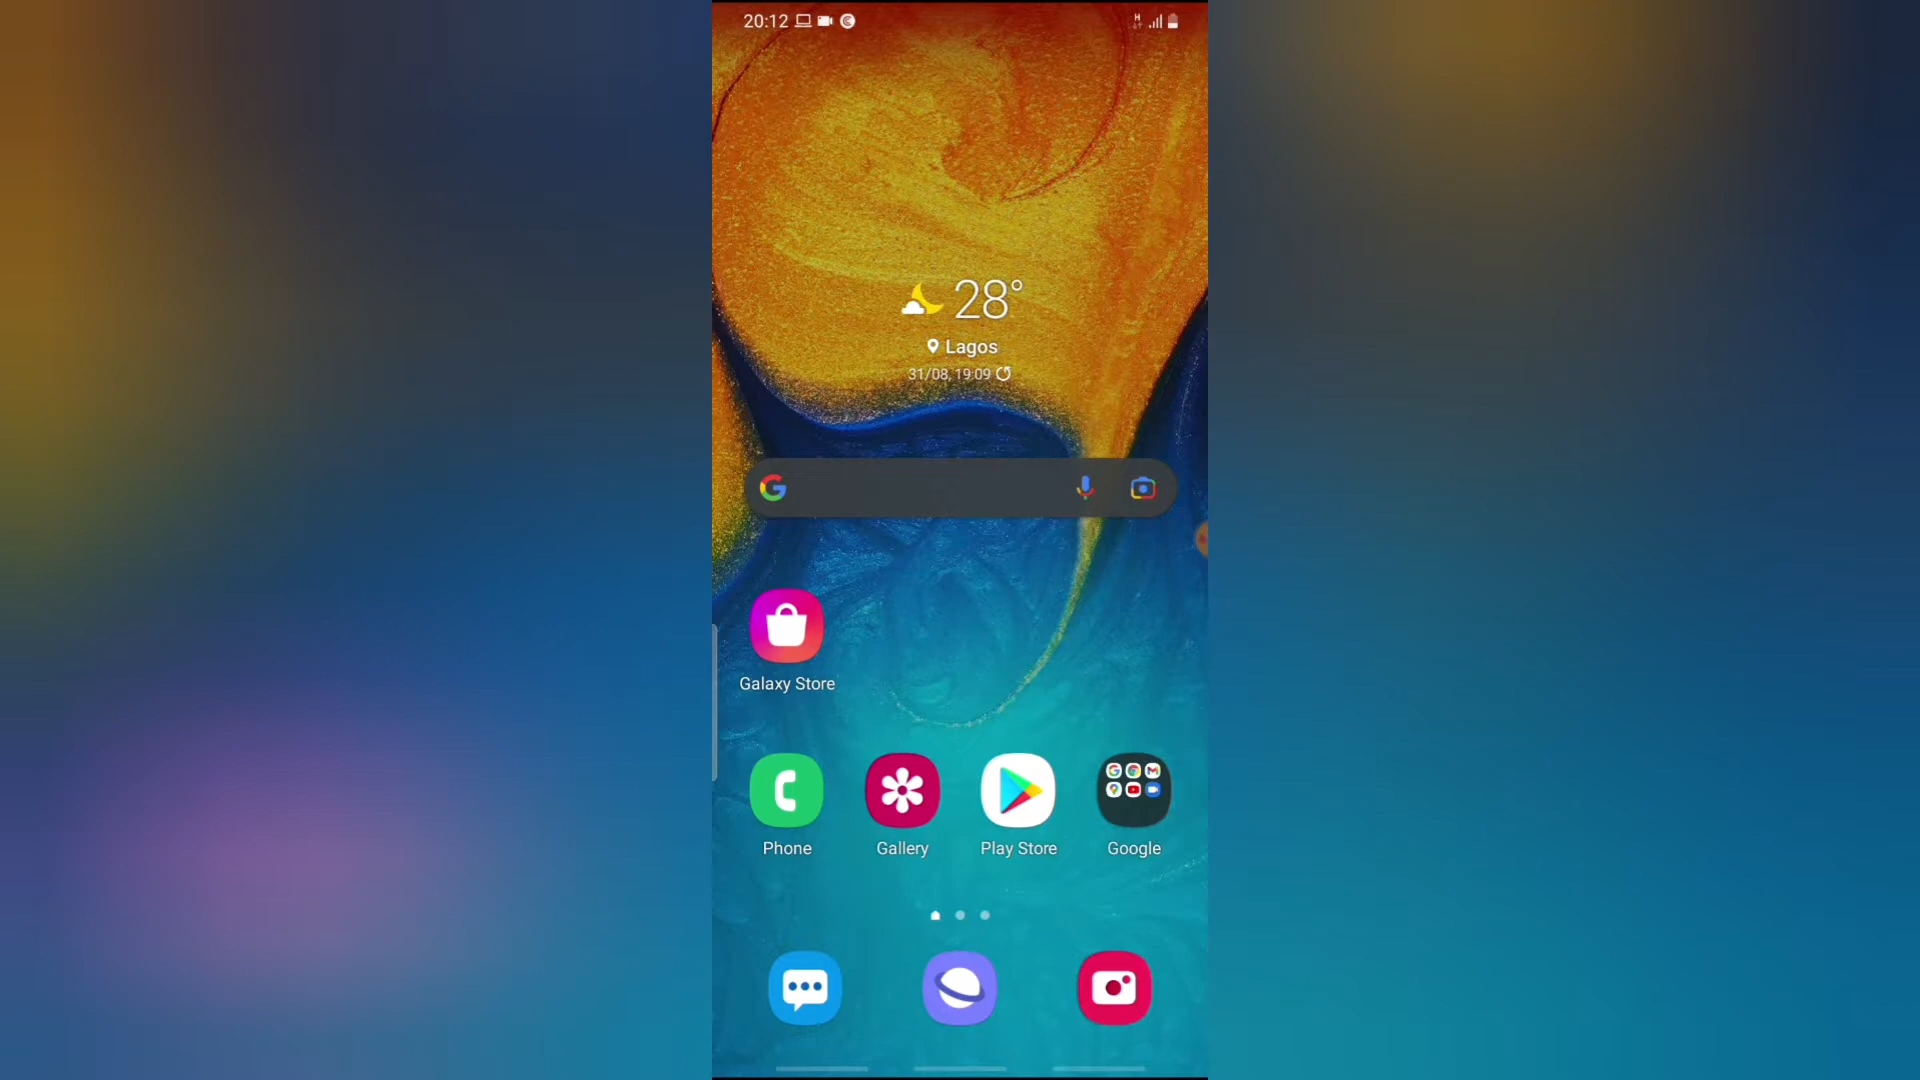 20:12
H
28°
Lagos
31/08, 19:09
Galaxy Store
Phone Gallery Play Store Google